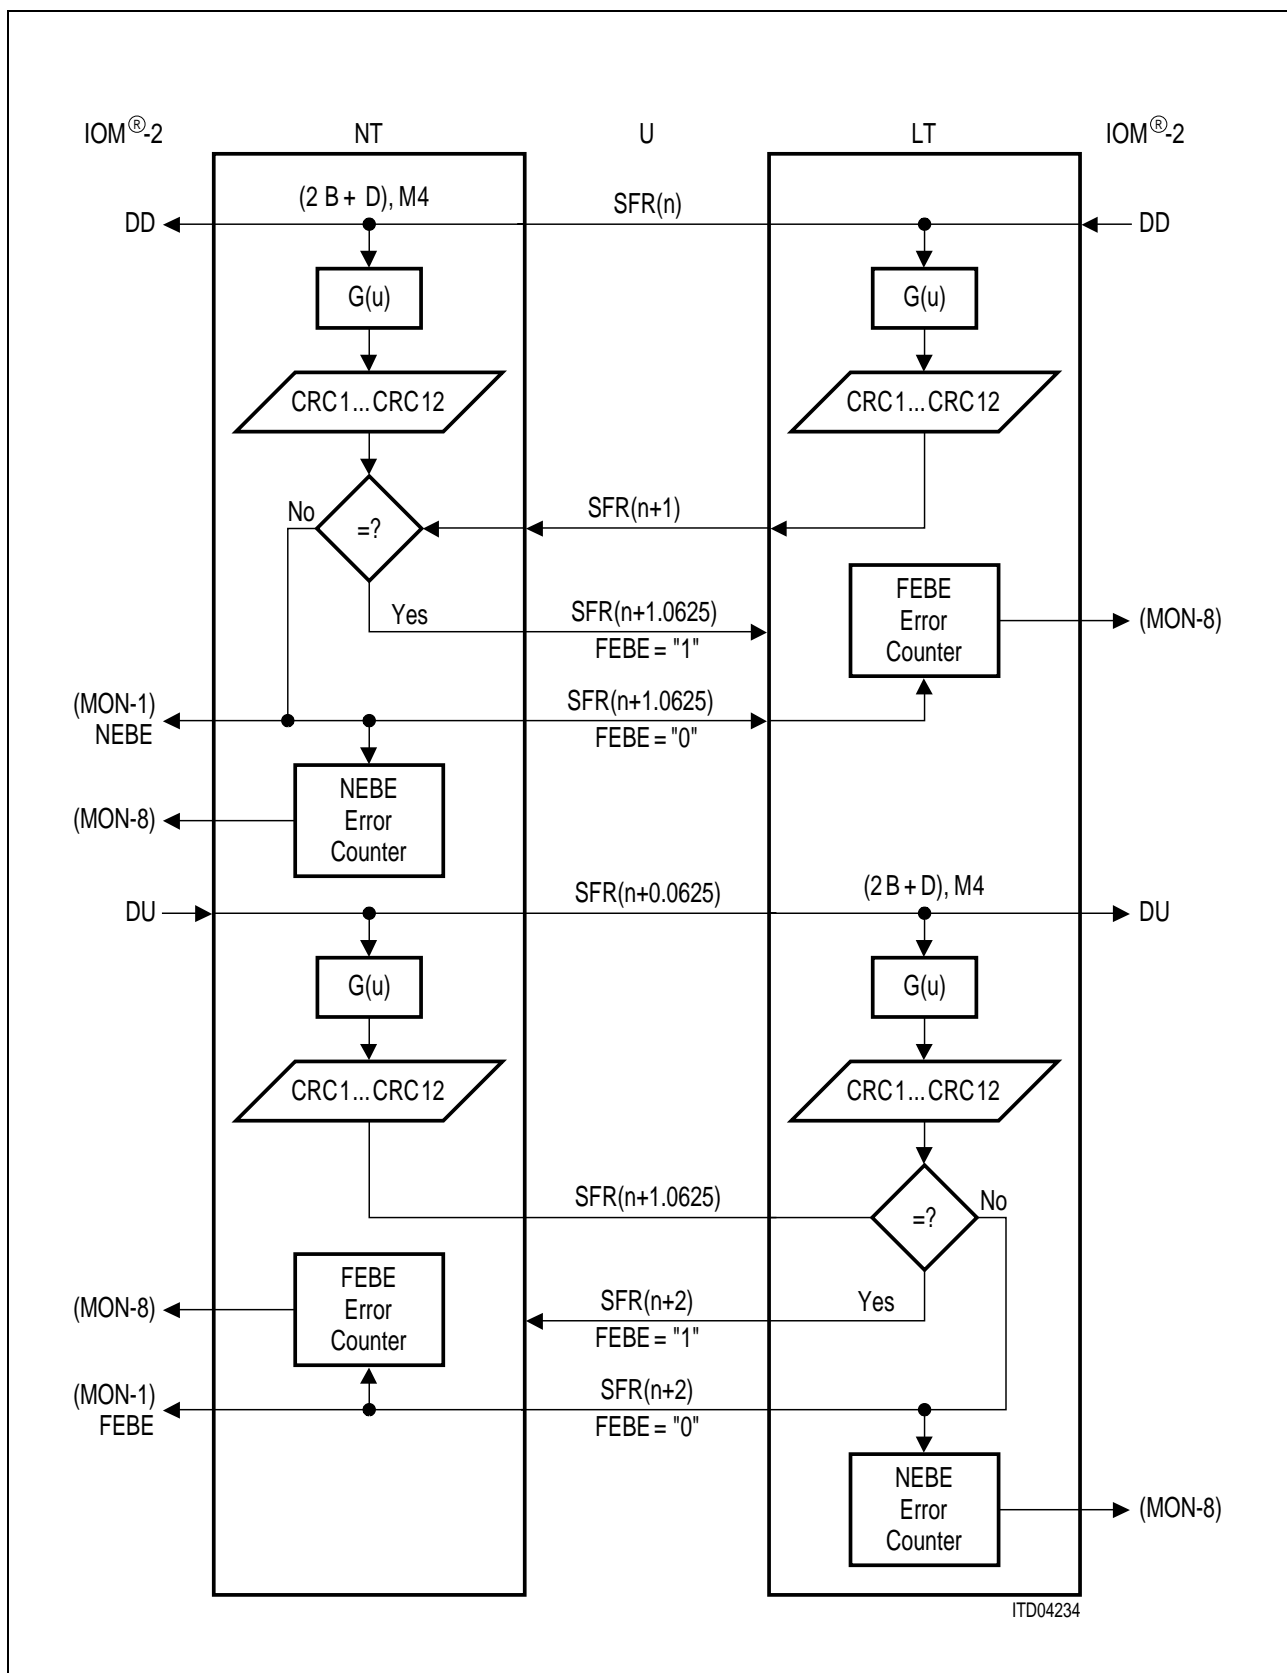 IOM®-2 NT U LT IOM®-2
(2 B + D), M4
DD SFR(n) DD
G(u) G(u)
CRC1...CRC12 CRC1...CRC12
No =? SFR(n+1)
Yes SFR(n+1.0625)
FEBE = "1"
FEBE
Error
Counter
(MON-8)
(MON-1)
NEBE
SFR(n+1.0625)
FEBE = "0"
NEBE
Error
Counter
(MON-8)
DU SFR(n+0.0625) (2 B + D), M4 DU
G(u) G(u)
CRC1...CRC12 CRC1...CRC12
SFR(n+1.0625) =? No
FEBE
Error
Counter
(MON-8)
SFR(n+2) Yes
FEBE = "1"
(MON-1)
FEBE
SFR(n+2)
FEBE = "0"
NEBE
Error
Counter
(MON-8)
ITD04234